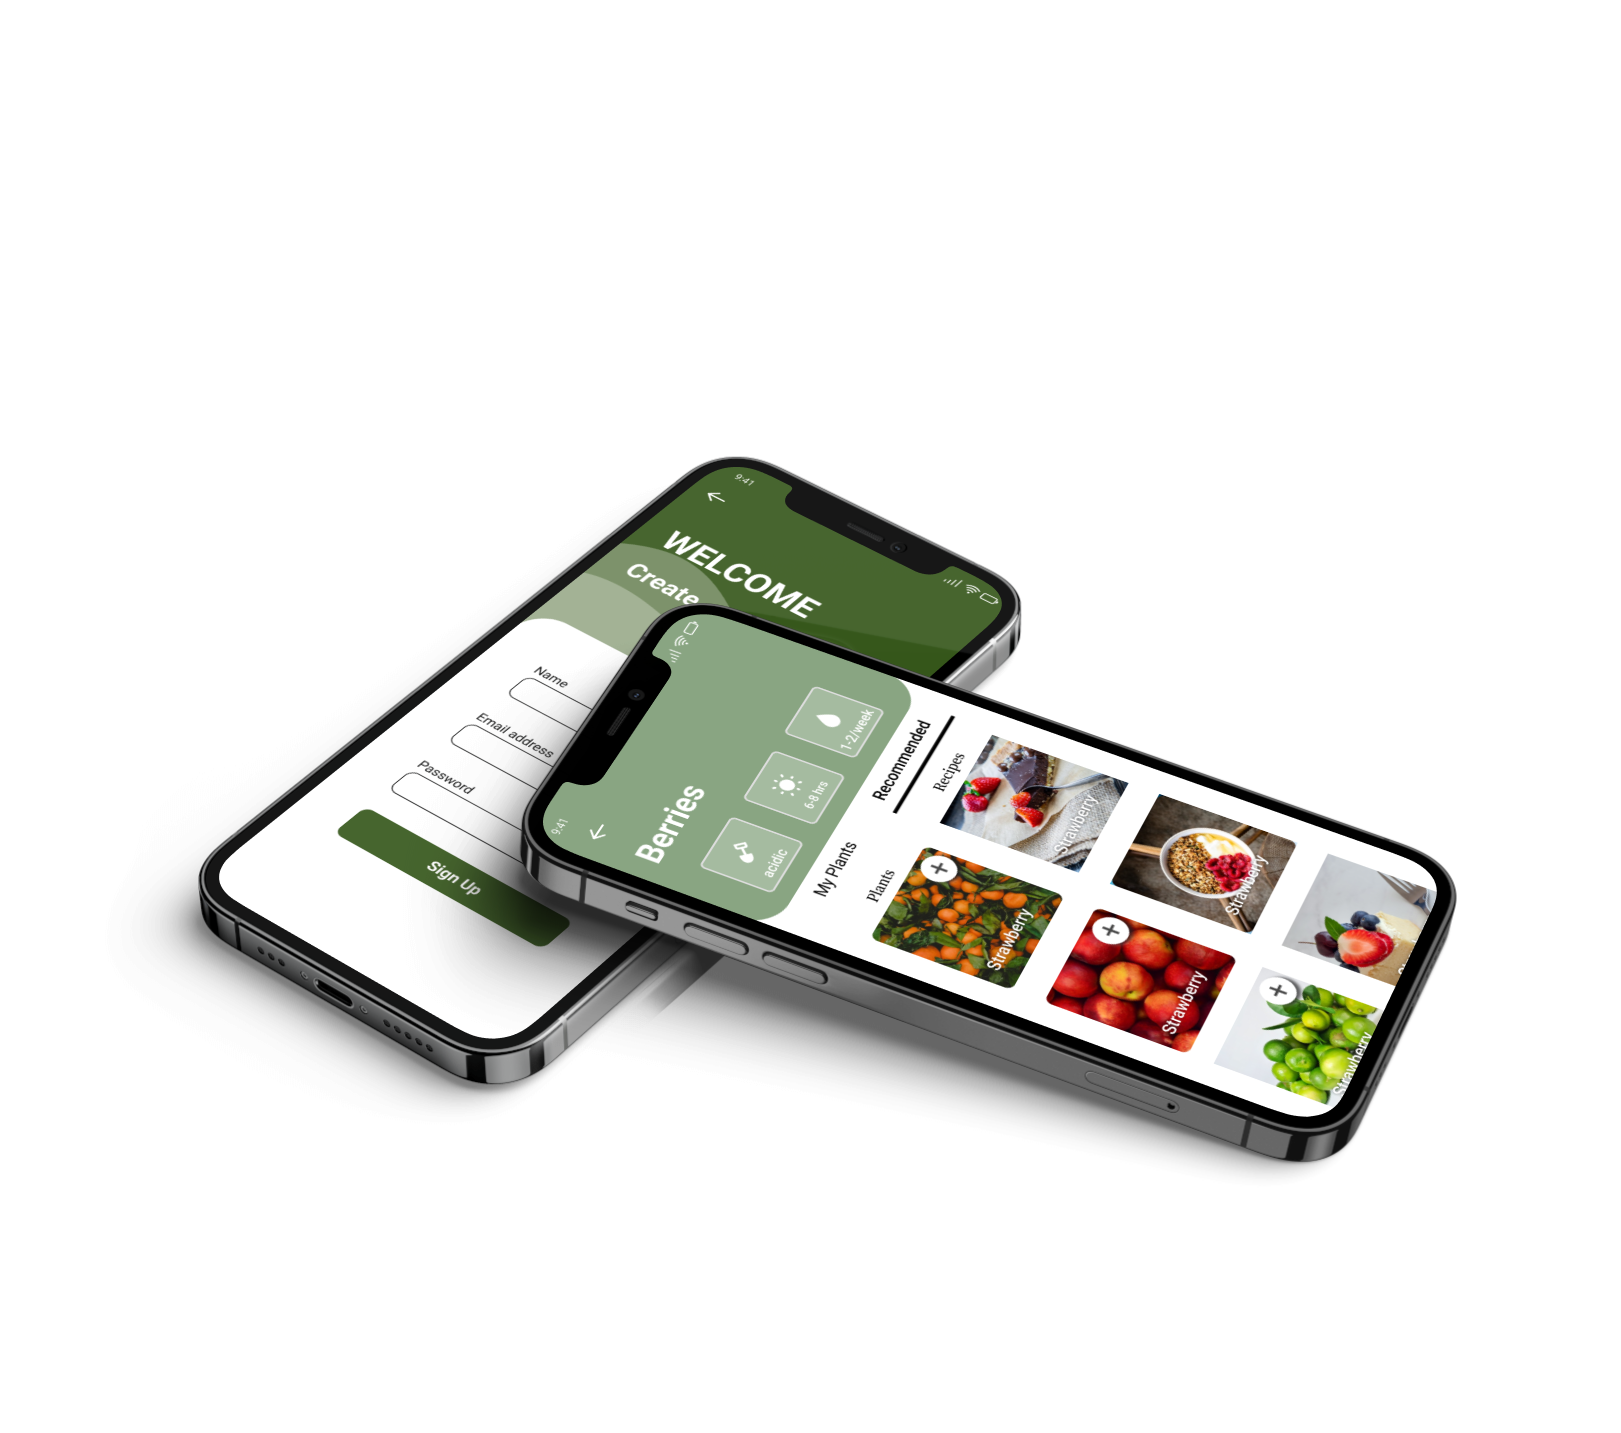 9:41
WELCOME
Create
Name
Email address
Password
Sign Up
9:41
Berries
acidic
6-8 hrs
1-2/week
My Plants
Recommended
Plants
Recipes
Strawberry
Strawberry
Strawberry
Strawberry
Strawberry